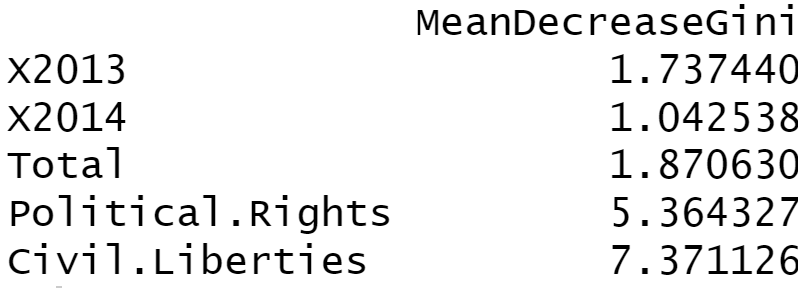 MeanDecreaseGini
X2013 1.737440
X2014 1.042538
Total 1.870630
Political.Rights 5.364327
Civil.Liberties 7.371126